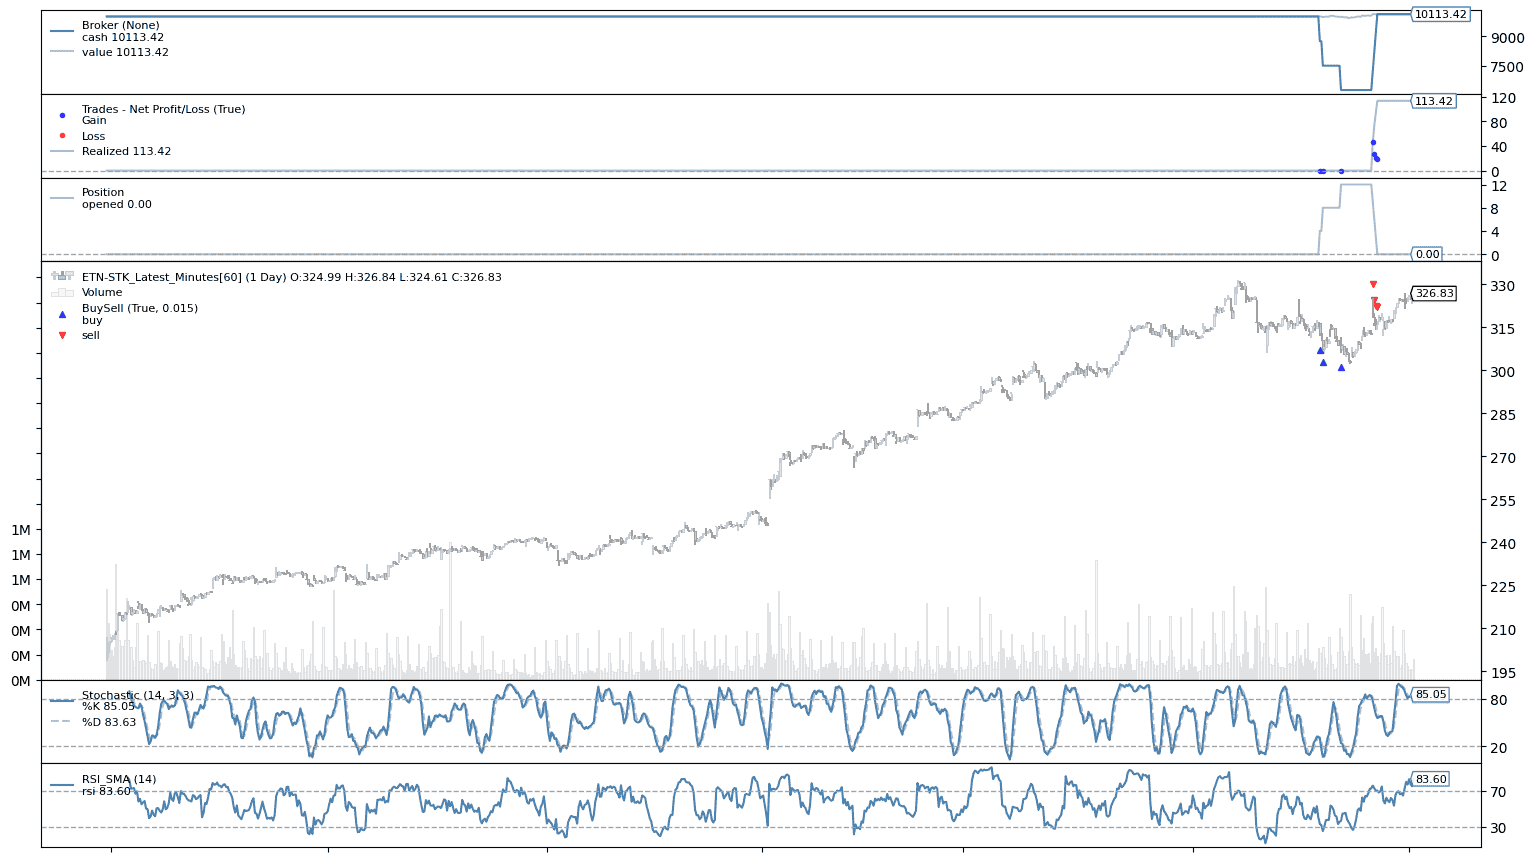 Broker (None)
cash 10113.42
value 10113.42
10113.42
9000
7500
Trades - Net Profit/Loss (True)
Gain
Loss
Realized 113.42
113.42
120
80
40
0
Position
opened 0.00
12
8
4
0
0.00
ETN-STK_Latest_Minutes[60] (1 Day) O:324.99 H:326.84 L:324.61 C:326.83
Volume
BuySell (True, 0.015)
buy
sell
326.83
330
315
300
285
270
255
240
225
210
195
1M
1M
1M
0M
0M
0M
0M
Stochastic (14, 3, 3)
%K 85.05
%D 83.63
85.05
80
20
RSI_SMA (14)
rsi 83.60
83.60
70
30